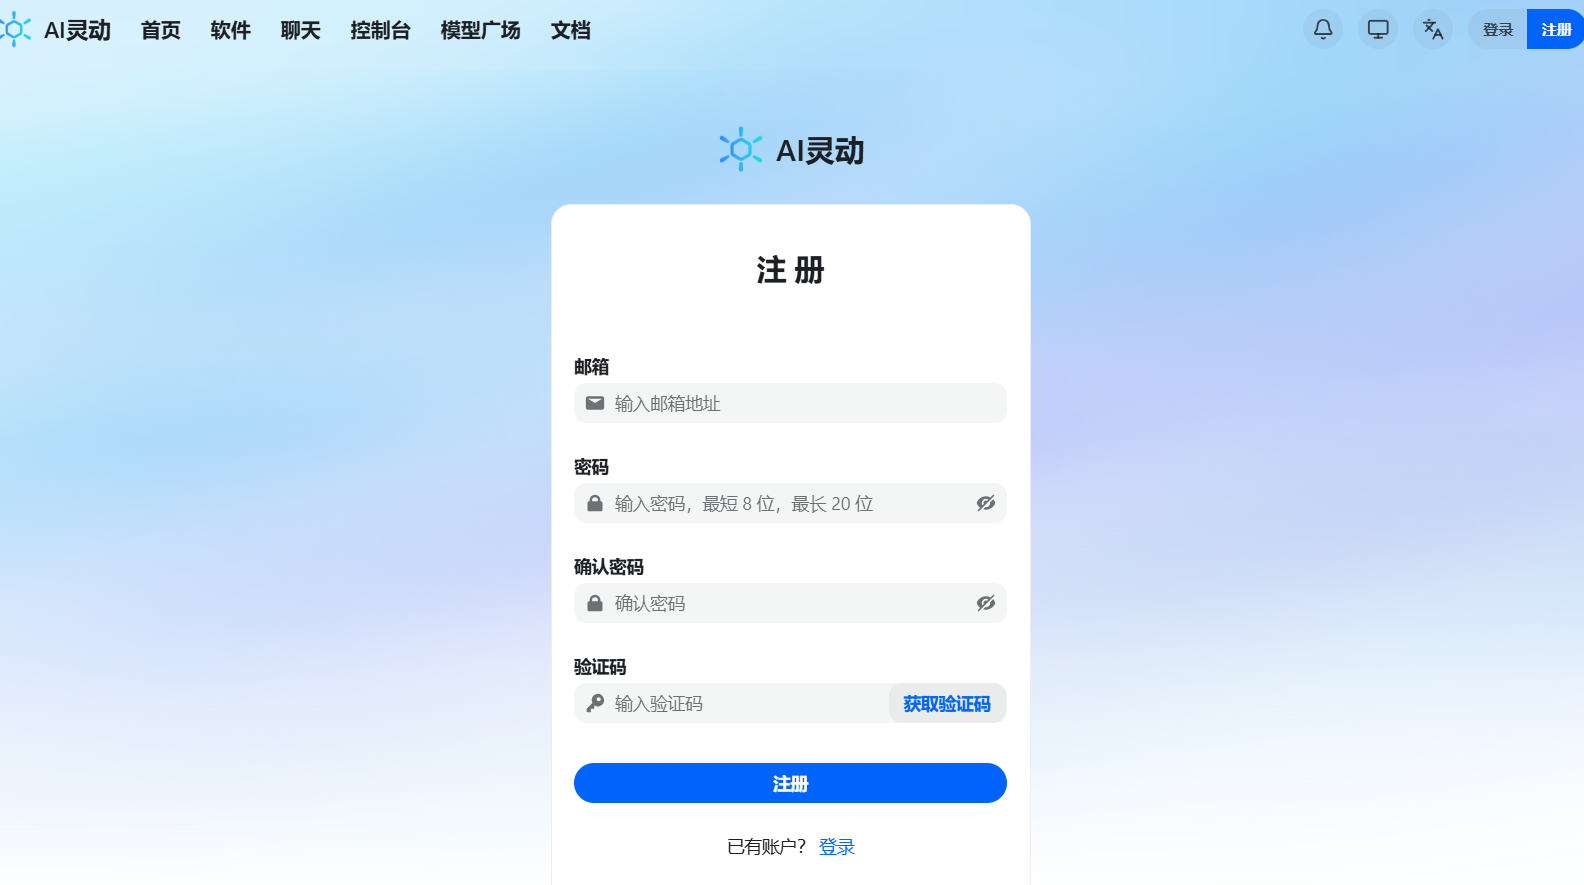 AI灵动 首页 软件 聊天 控制台 模型广场 文档 登录 注册
AI灵动
注册
邮箱
输入邮箱地址
密码
输入密码，最短 8 位，最长 20 位
确认密码
确认密码
验证码
输入验证码 获取验证码
注册
已有账户？ 登录